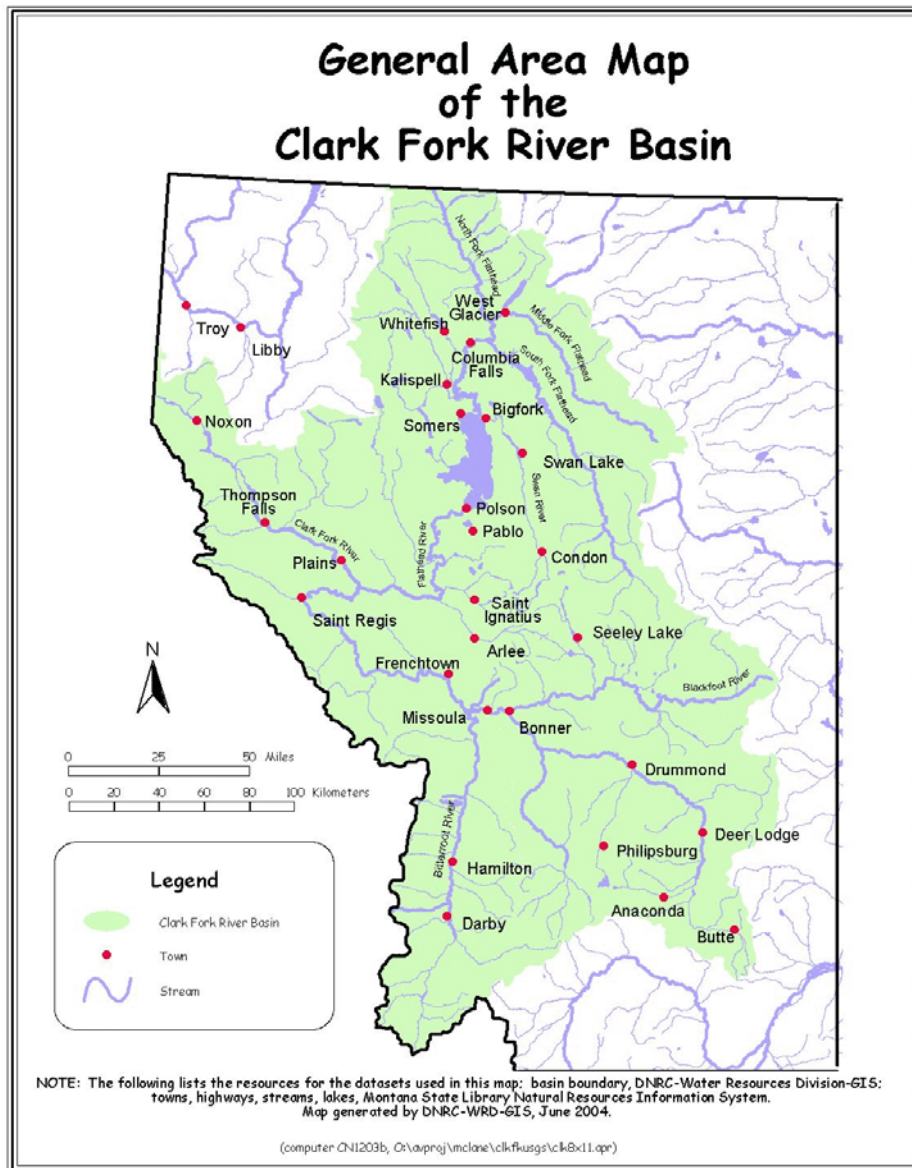 General Area Map
of the
Clark Fork River Basin
North Fork Flathead
West
Glacier
Middle Fork Flathead
Whitefish
Troy
Libby
Columbia
Falls
South Fork Flathead
Kalispell
Bigfork
Somers
Noxon
Swan Lake
Thompson
Falls
Swan River
Polson
Clark Fork River
Pablo
Flathead River
Plains
Condon
Saint
Ignatius
Saint Regis
Seeley Lake
Arlee
Frenchtown
Blackfoot River
N
Missoula
Bonner
0 25 50 Miles
Drummond
0 20 40 60 80 100 Kilometers
Bitterroot River
Deer Lodge
Philipsburg
Hamilton
Legend
Anaconda
Clark Fork River Basin
Darby
Butte
Town
Stream
NOTE: The following lists the resources for the datasets used in this map: basin boundary, DNRC-Water Resources Division-GIS;
towns, highways, streams, lakes, Montana State Library Natural Resources Information System.
Map generated by DNRC-WRD-GIS, June 2004.
(computer CN1203b, O:\avproj\mclane\clkfkusgs\clk8x11.apr)